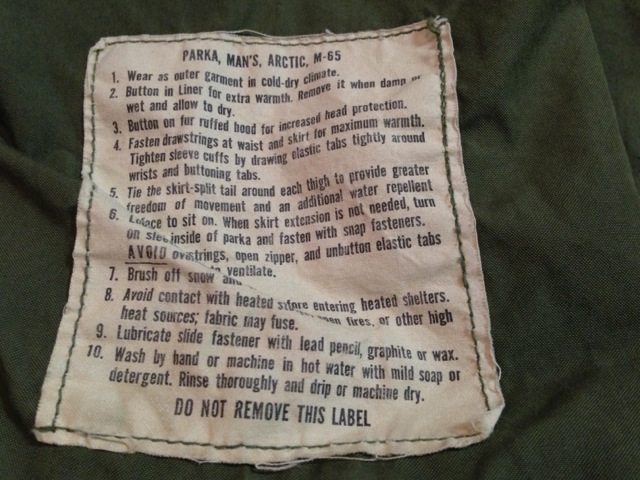 PARKA, MAN'S, ARCTIC, M-65
1. Wear as outer garment in cold-dry climate.
2. Button in Liner for extra warmth. Remove it when damp or
wet and allow to dry.
3. Button on fur ruffed hood for increased head protection.
4. Fasten drawstrings at waist and skirt for maximum warmth.
Tighten sleeve cuffs by drawing elastic tabs tightly around
wrists and buttoning tabs.
5. Tie the skirt-split tail around each thigh to provide greater
freedom of movement and an additional water repellent
6. to sit on. When skirt extension is not needed, turn
on inside of parka and fasten with snap fasteners.
AVOID open zipper, and unbutton elastic tabs
ventilate.
7. Brush off snow
entering heated shelters.
8. Avoid contact with heated
fires, or other high
heat sources; fabric may fuse.
9. Lubricate slide fastener with lead pencil, graphite or wax.
10. Wash by hand or machine in hot water with mild soap or
detergent. Rinse thoroughly and drip or machine dry.
DO NOT REMOVE THIS LABEL